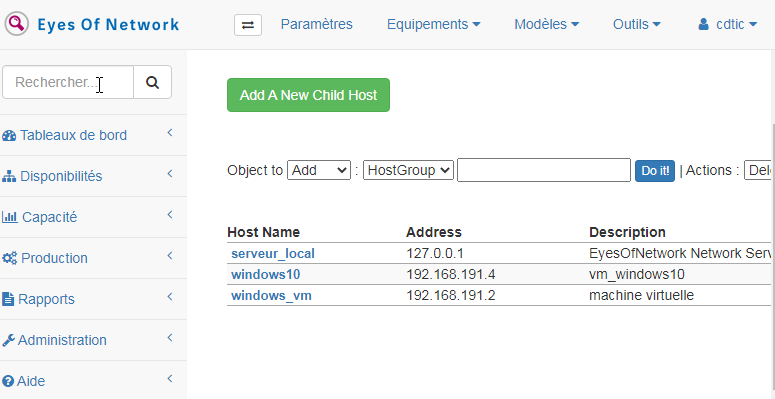 Eyes Of Network
Paramètres Equipements Modèles Outils cdtic
Rechercher...
Add A New Child Host
Tableaux de bord
Disponibilités
Capacité
Production
Rapports
Administration
Aide
Object to Add : HostGroup Do it! | Actions : Del
Host Name Address Description
serveur_local 127.0.0.1 EyesOfNetwork Network Serv
windows10 192.168.191.4 vm_windows10
windows_vm 192.168.191.2 machine virtuelle